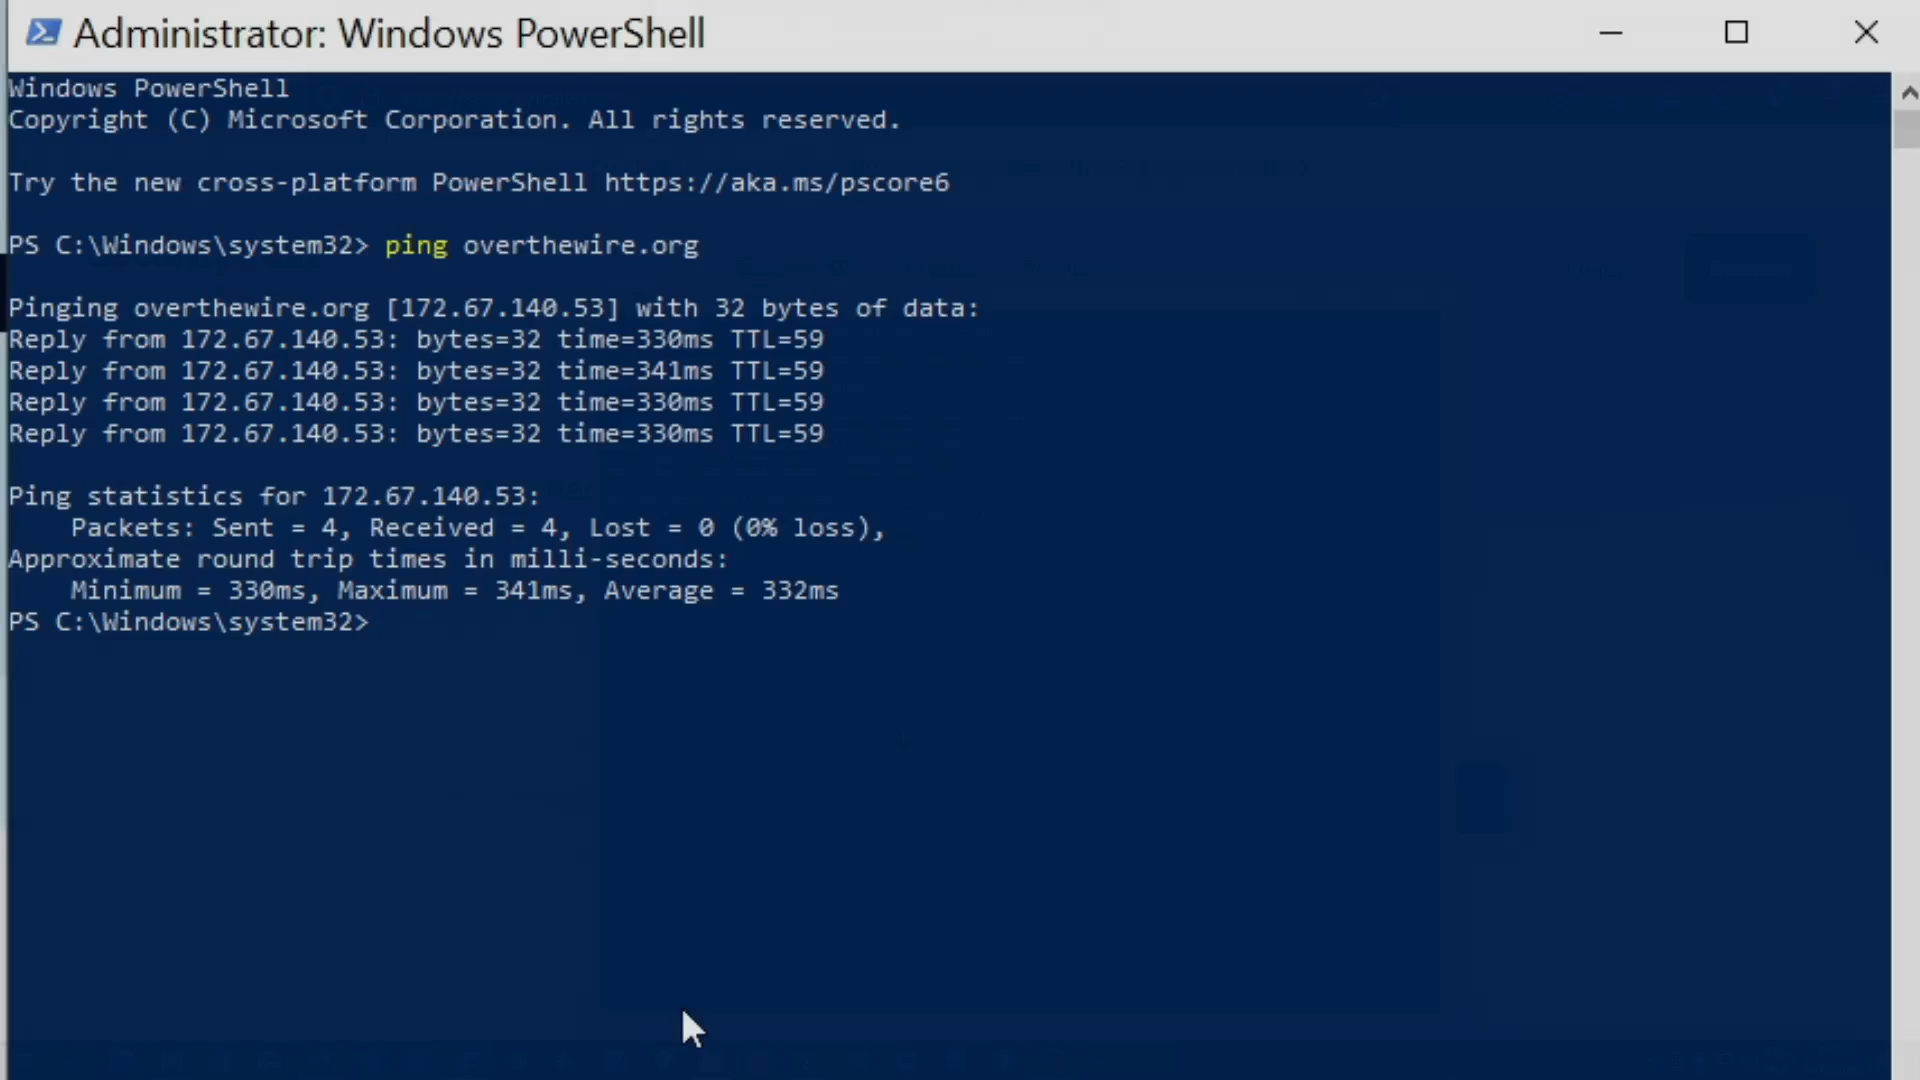 Administrator: Windows PowerShell
Windows PowerShell
Copyright (C) Microsoft Corporation. All rights reserved.
Try the new cross-platform PowerShell https://aka.ms/pscore6
PS C:\Windows\system32> ping overthewire.org
Pinging overthewire.org [172.67.140.53] with 32 bytes of data:
Reply from 172.67.140.53: bytes=32 time=330ms TTL=59
Reply from 172.67.140.53: bytes=32 time=341ms TTL=59
Reply from 172.67.140.53: bytes=32 time=330ms TTL=59
Reply from 172.67.140.53: bytes=32 time=330ms TTL=59
Ping statistics for 172.67.140.53:
    Packets: Sent = 4, Received = 4, Lost = 0 (0% loss),
Approximate round trip times in milli-seconds:
    Minimum = 330ms, Maximum = 341ms, Average = 332ms
PS C:\Windows\system32>